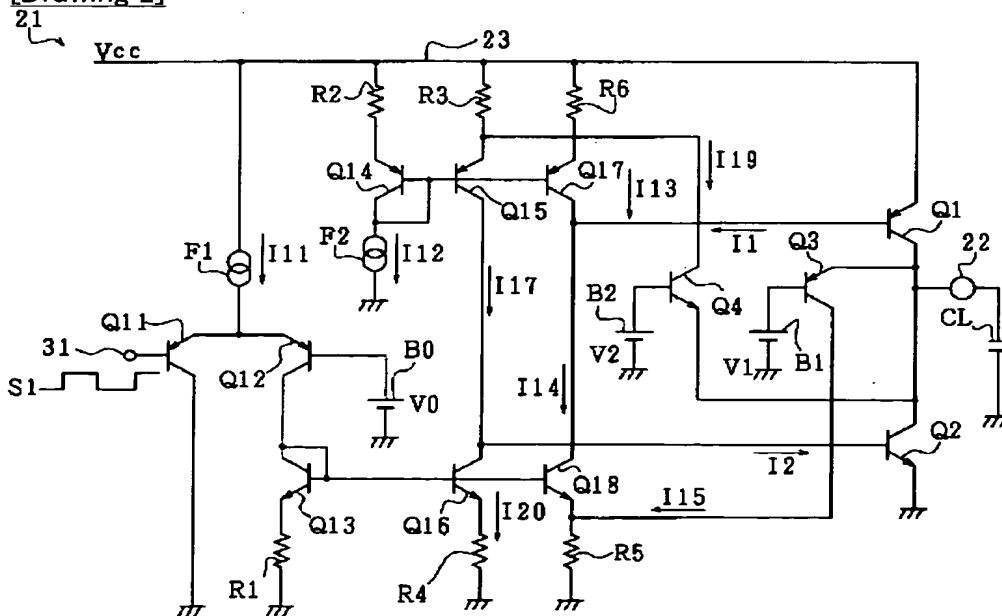 [Drawing 2]
21
Vcc
23
R2
R3
R6
I19
Q14
Q15
Q17
I13
Q1
I1
Q3
22
F1
I11
F2
I12
I17
Q4
B2
CL
Q11
V2
V1
B1
31
B0
S1
Q12
V0
I14
Q2
I2
Q18
Q13
Q16
I20
I15
R1
R4
R5